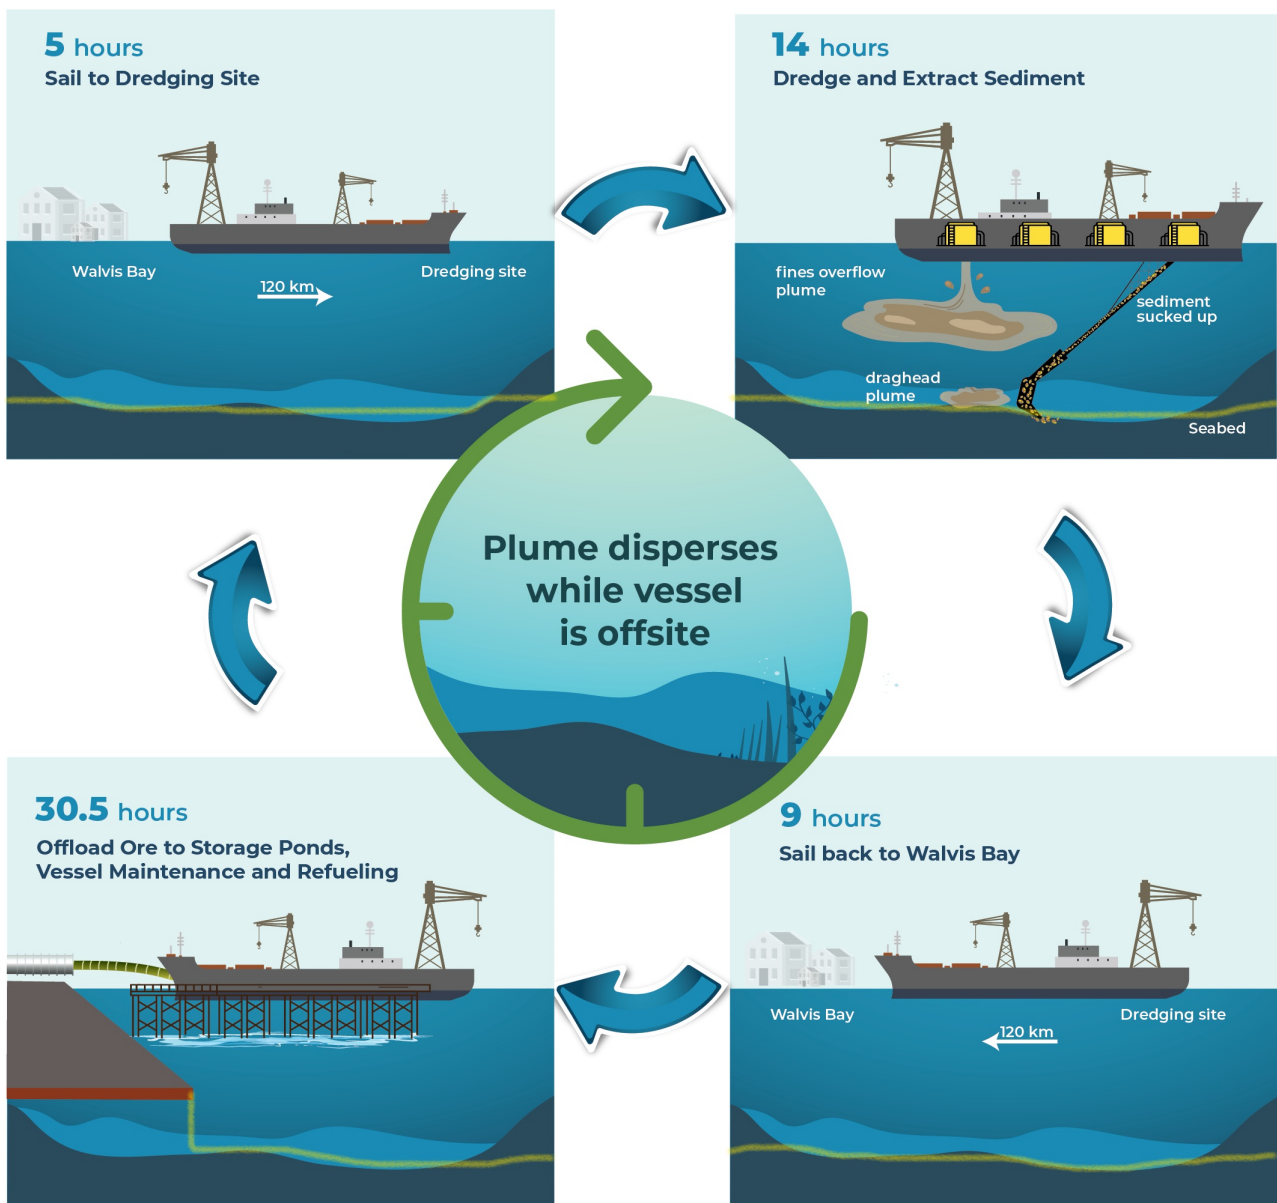 5 hours
Sail to Dredging Site
Walvis Bay
Dredging site
120 km
14 hours
Dredge and Extract Sediment
fines overflow
plume
sediment
sucked up
draghead
plume
Seabed
Plume disperses
while vessel
is offsite
30.5 hours
Offload Ore to Storage Ponds,
Vessel Maintenance and Refueling
9 hours
Sail back to Walvis Bay
Walvis Bay
Dredging site
120 km